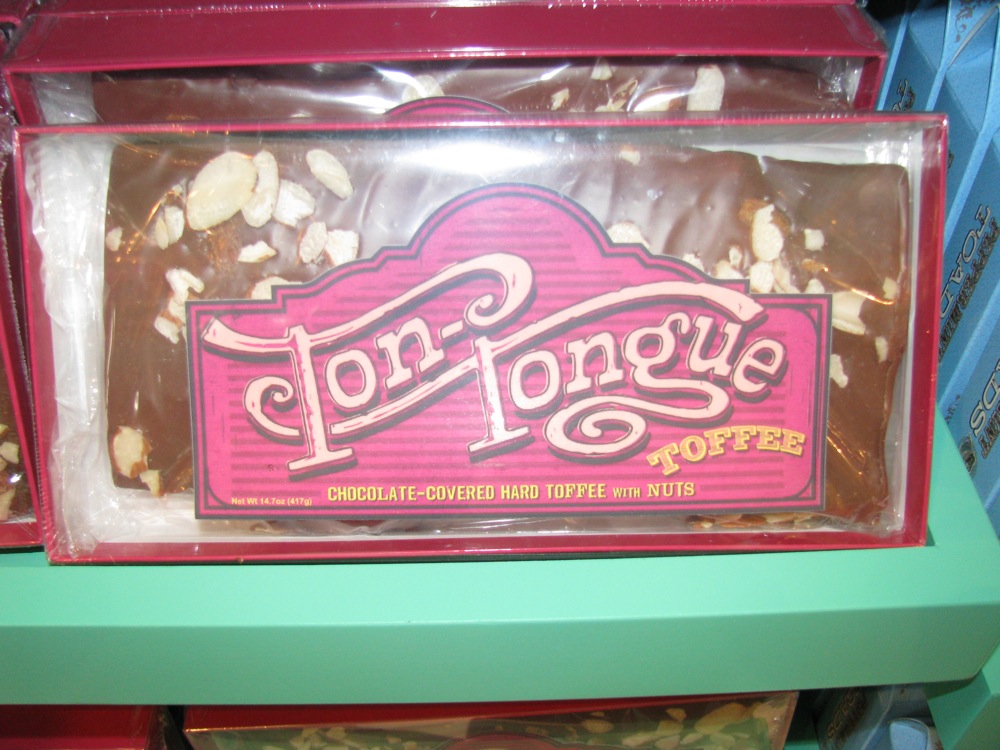 Ton-
Tongue
TOFFEE
CHOCOLATE-COVERED HARD TOFFEE WITH NUTS
Net Wt 14.7oz (417g)